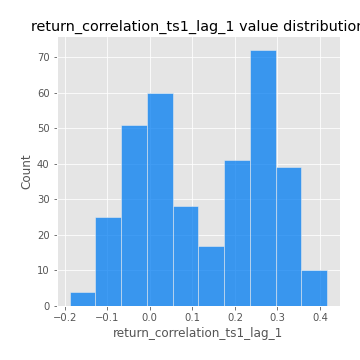 return_correlation_ts1_lag_1 value distribution
70
60
50
40
30
20
10
0
Count
−0.2 −0.1 0.0 0.1 0.2 0.3 0.4
return_correlation_ts1_lag_1